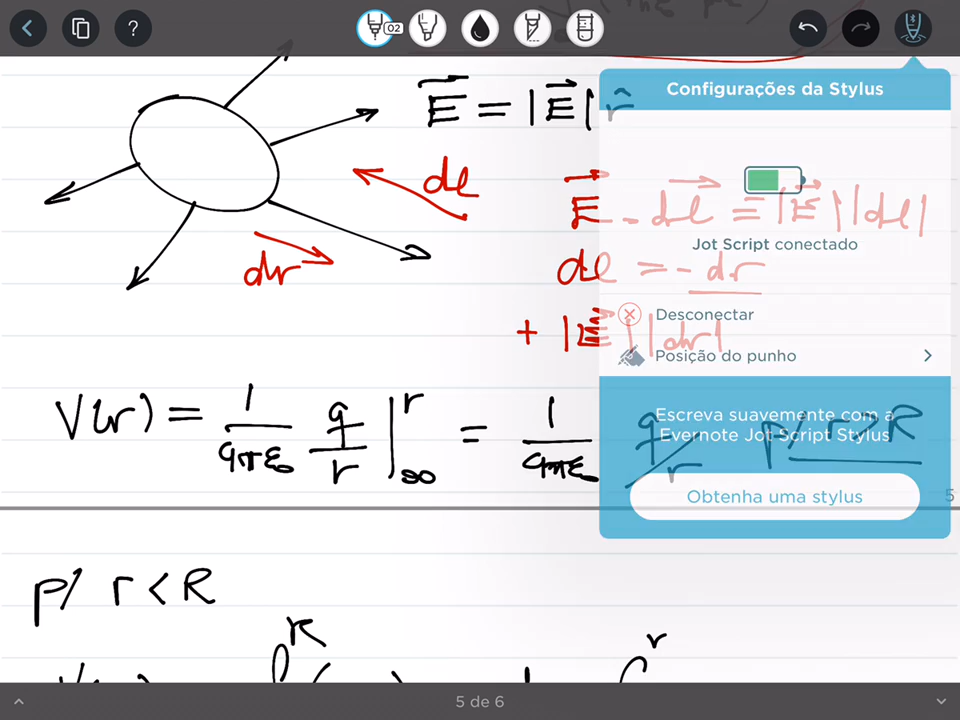 ? 02
Configurações da Stylus
E = |E| r̂
dl
E - dl = |E||dl|
Jot Script conectado
dr
dl = - dr
Desconectar
+ |E||dr|
Posição do punho
V(r) = 1/4πε₀ q/r |∞ r = 1/4πε₀ q/r p/ r>R
Escreva suavemente com a
Evernote Jot Script Stylus
Obtenha uma stylus
5
p/ r < R
R r
5 de 6